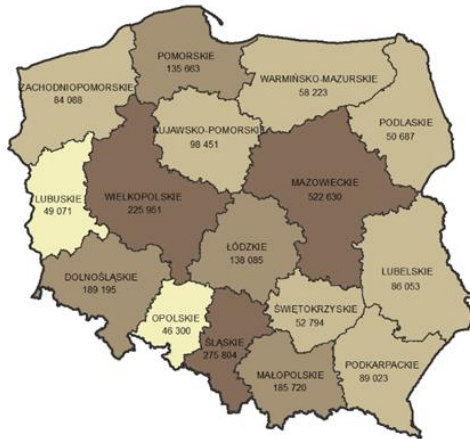 POMORSKIE
135 663
ZACHODNIOPOMORSKIE
84 088
WARMIŃSKO-MAZURSKIE
58 223
PODLASKIE
50 687
KUJAWSKO-POMORSKIE
98 451
MAZOWIECKIE
522 630
WIELKOPOLSKIE
225 951
LUBUSKIE
49 071
ŁÓDZKIE
138 085
LUBELSKIE
86 053
DOLNOŚLĄSKIE
189 195
ŚWIĘTOKRZYSKIE
52 794
OPOLSKIE
46 300
ŚLĄSKIE
275 804
MAŁOPOLSKIE
185 720
PODKARPACKIE
89 023